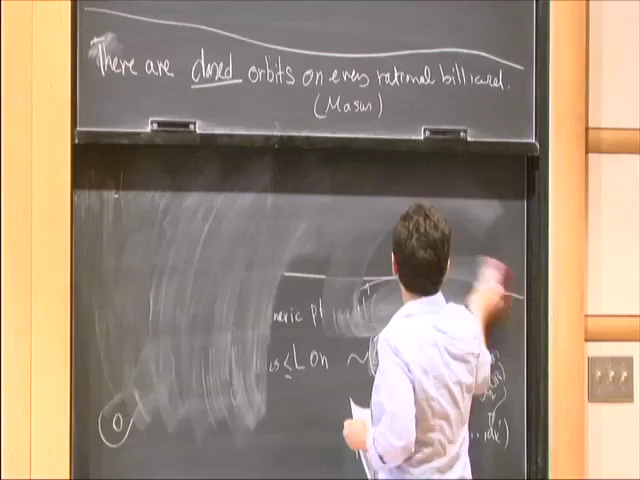 There are closed orbits on every rational billiard.
(Masur)
neric pt
≤ L on ~